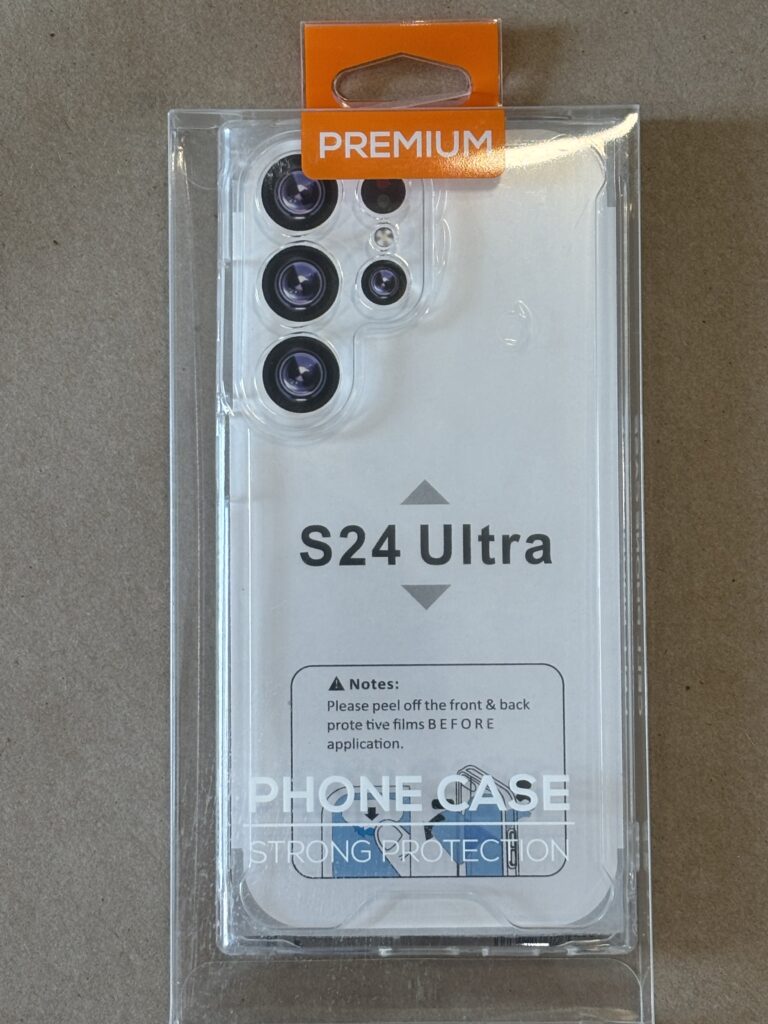 PREMIUM
S24 Ultra
Notes:
Please peel off the front & back
prote tive films B E F O R E
application.
PHONE CASE
STRONG PROTECTION